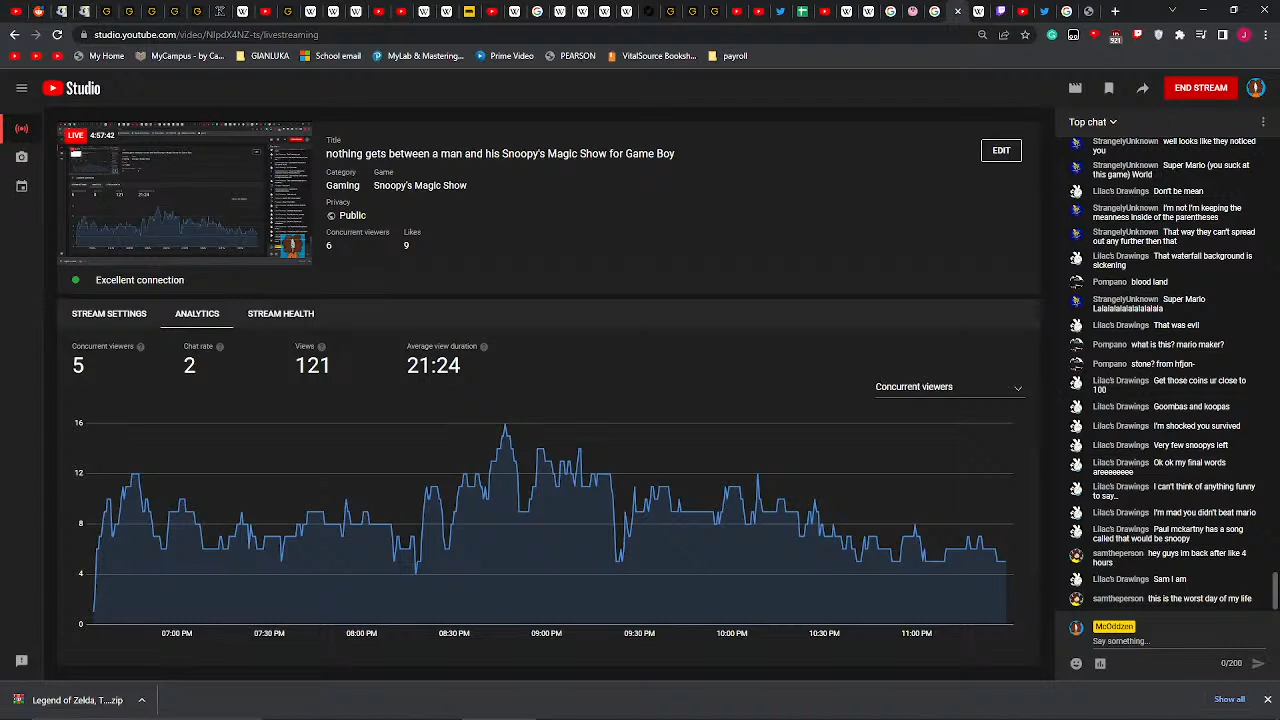 studio.youtube.com/video/NIpdX4NZ-ts/livestreaming
521
J
My Home
MyCampus - by Ga...
GIANLUKA
School email
MyLab & Mastering...
Prime Video
PEARSON
VitalSource Booksh...
payroll
Studio
END STREAM
LIVE 4:57:42
Title
nothing gets between a man and his Snoopy's Magic Show for Game Boy
EDIT
Category Game
Gaming Snoopy's Magic Show
Privacy
Public
Concurrent viewers Likes
6 9
Excellent connection
STREAM SETTINGS ANALYTICS STREAM HEALTH
Concurrent viewers Chat rate Views Average view duration
5 2 121 21:24
Concurrent viewers
16
12
8
4
0
07:00 PM 07:30 PM 08:00 PM 08:30 PM 09:00 PM 09:30 PM 10:00 PM 10:30 PM 11:00 PM
Top chat
StrangelyUnknown well looks like they noticed
you
StrangelyUnknown Super Mario (you suck at
this game) World
Lilac's Drawings Don't be mean
StrangelyUnknown I'm not I'm keeping the
meanness inside of the parentheses
StrangelyUnknown That way they can't spread
out any further then that
Lilac's Drawings That waterfall background is
sickening
Pompano blood land
StrangelyUnknown Super Mario
Lalalalalalalalalalala
Lilac's Drawings That was evil
Pompano what is this? mario maker?
Pompano stone? from hfjon-
Lilac's Drawings Get those coins ur close to
100
Lilac's Drawings Goombas and koopas
Lilac's Drawings I'm shocked you survived
Lilac's Drawings Very few snoopys left
Lilac's Drawings Ok ok my final words
areeeeeeee
Lilac's Drawings I can't think of anything funny
to say...
Lilac's Drawings I'm mad you didn't beat mario
Lilac's Drawings Paul mckartny has a song
called that would be snoopy
samtheperson hey guys im back after like 4
hours
Lilac's Drawings Sam I am
samtheperson this is the worst day of my life
McOddzen
Say something...
0/200
Legend of Zelda, T....zip
Show all